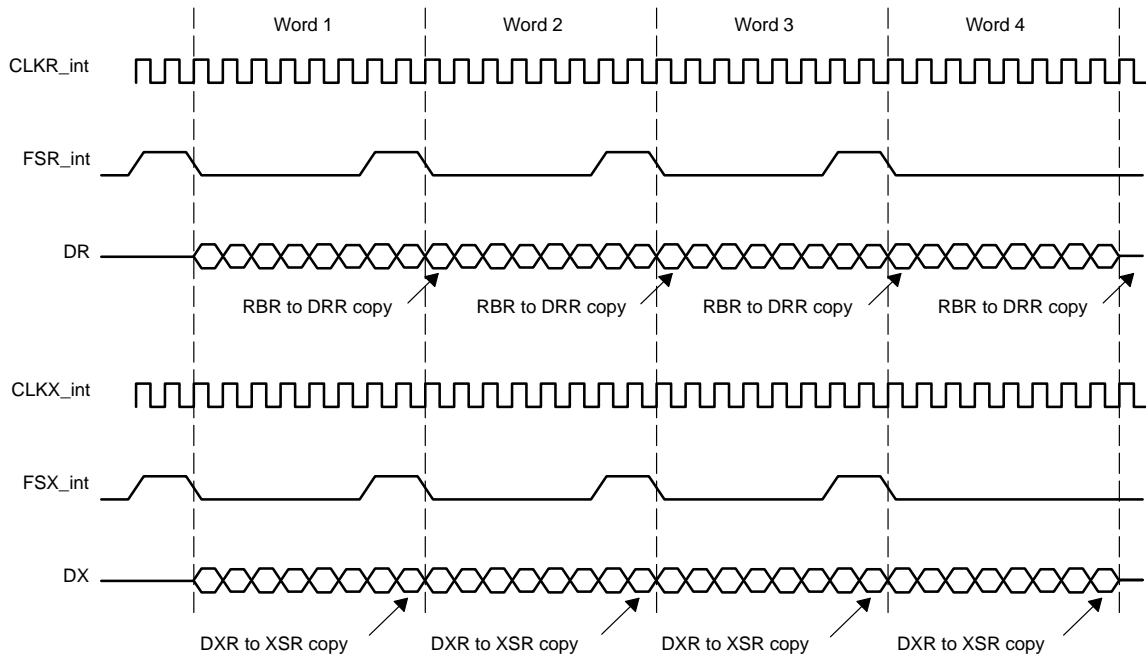 Word 1 Word 2 Word 3 Word 4
CLKR_int
FSR_int
DR
RBR to DRR copy RBR to DRR copy RBR to DRR copy RBR to DRR copy
CLKX_int
FSX_int
DX
DXR to XSR copy DXR to XSR copy DXR to XSR copy DXR to XSR copy